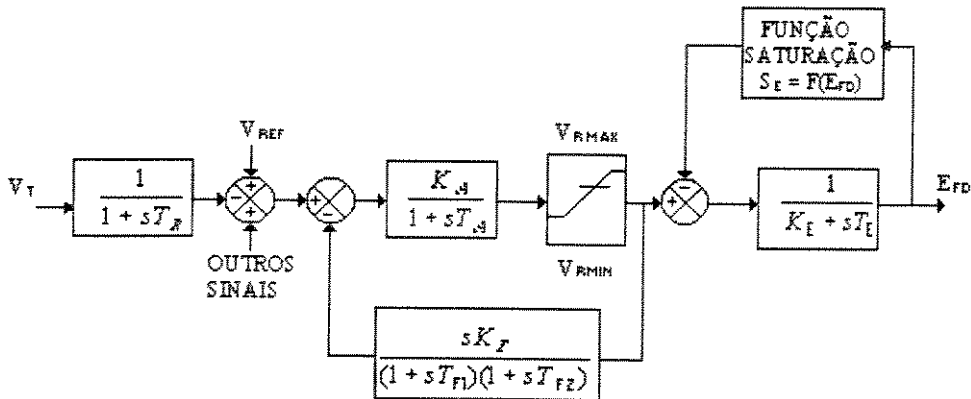 FUNÇÃO
SATURAÇÃO
S_E = F(E_FD)
V_REF
V_RMAX
V_T
1
1 + sT_R
+
−
+
+
−
K_A
1 + sT_A
−
+
1
K_E + sT_E
E_FD
OUTROS
SINAIS
V_RMIN
sK_F
(1 + sT_F1)(1 + sT_F2)